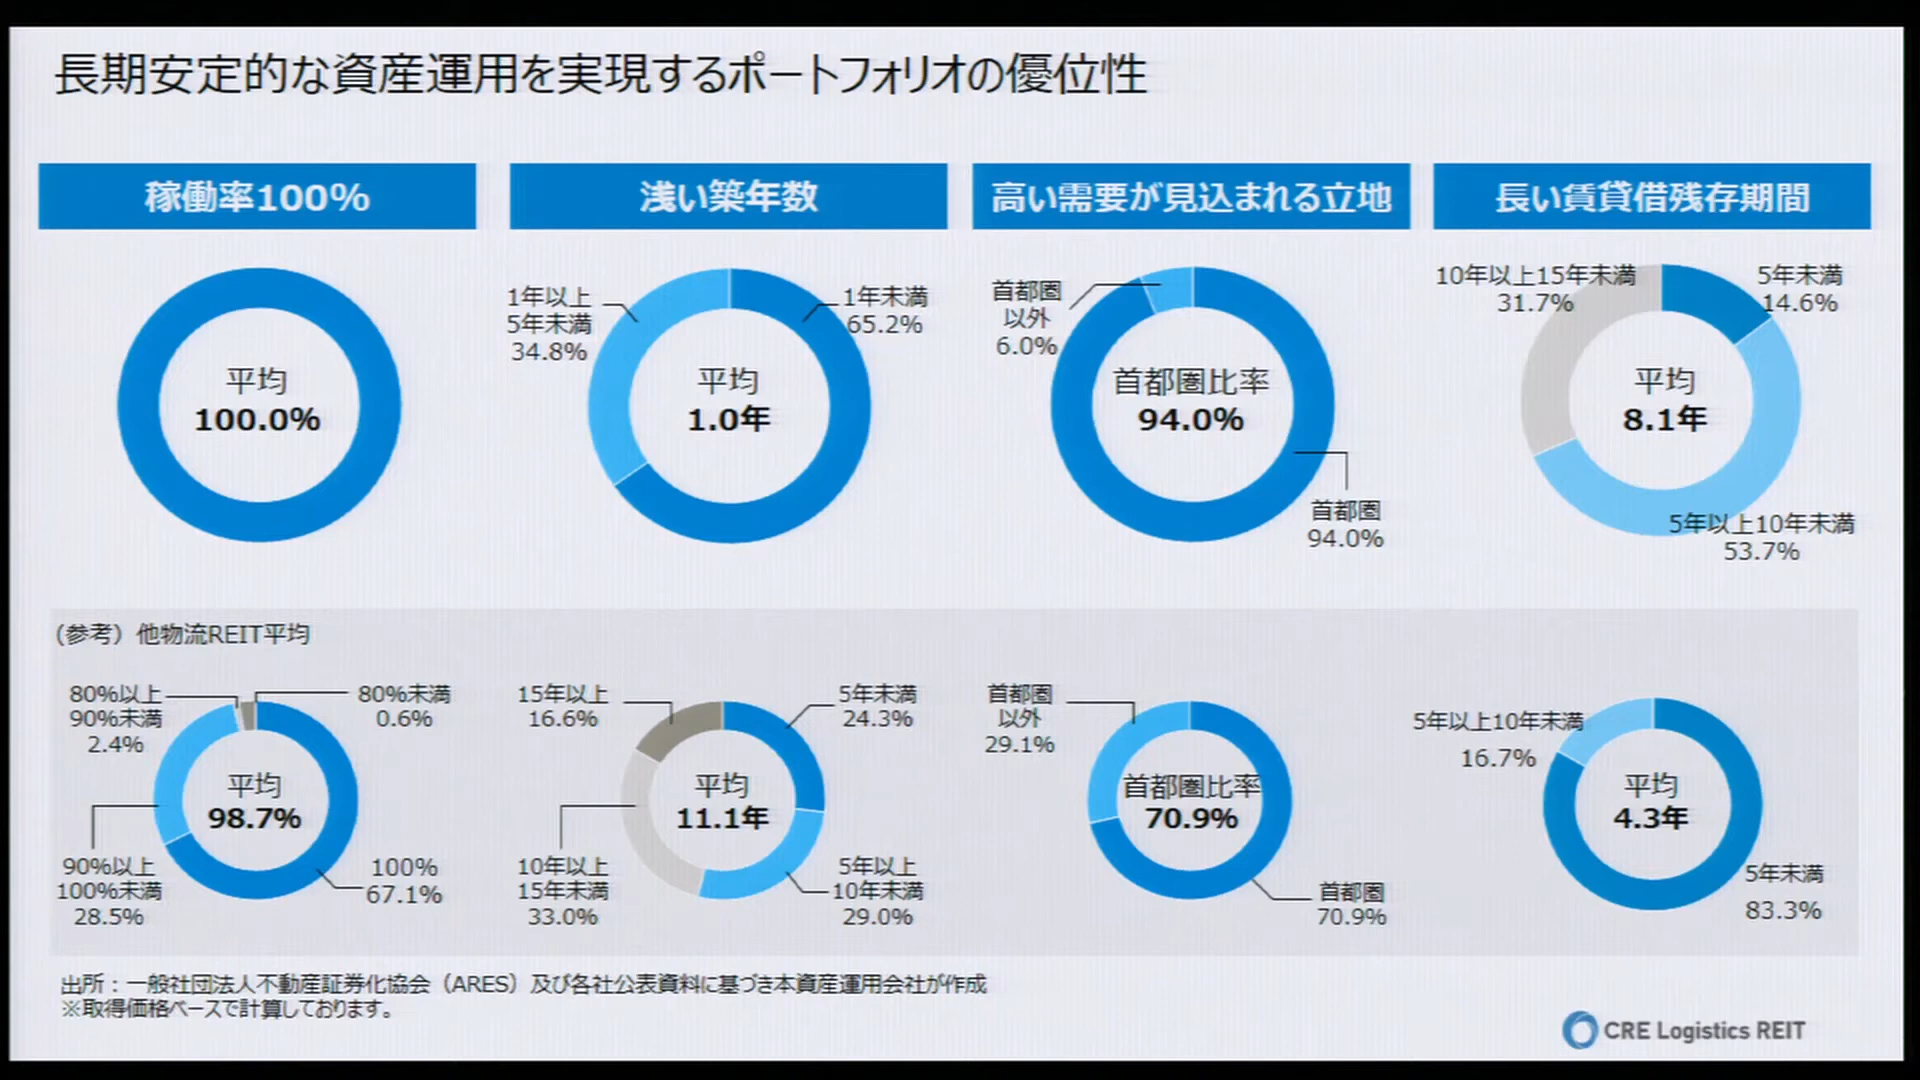 長期安定的な資産運用を実現するポートフォリオの優位性
稼働率100%
浅い築年数
高い需要が見込まれる立地
長い賃貸借残存期間
平均
100.0%
1年以上
5年未満
34.8%
1年未満
65.2%
平均
1.0年
首都圏
以外
6.0%
首都圏比率
94.0%
首都圏
94.0%
10年以上15年未満
31.7%
5年未満
14.6%
平均
8.1年
5年以上10年未満
53.7%
(参考)他物流REIT平均
80%以上
90%未満
2.4%
80%未満
0.6%
平均
98.7%
90%以上
100%未満
28.5%
100%
67.1%
15年以上
16.6%
5年未満
24.3%
平均
11.1年
10年以上
15年未満
33.0%
5年以上
10年未満
29.0%
首都圏
以外
29.1%
首都圏比率
70.9%
首都圏
70.9%
5年以上10年未満
16.7%
平均
4.3年
5年未満
83.3%
出所：一般社団法人不動産証券化協会（ARES）及び各社公表資料に基づき本資産運用会社が作成
※取得価格ベースで計算しております。
CRE Logistics REIT